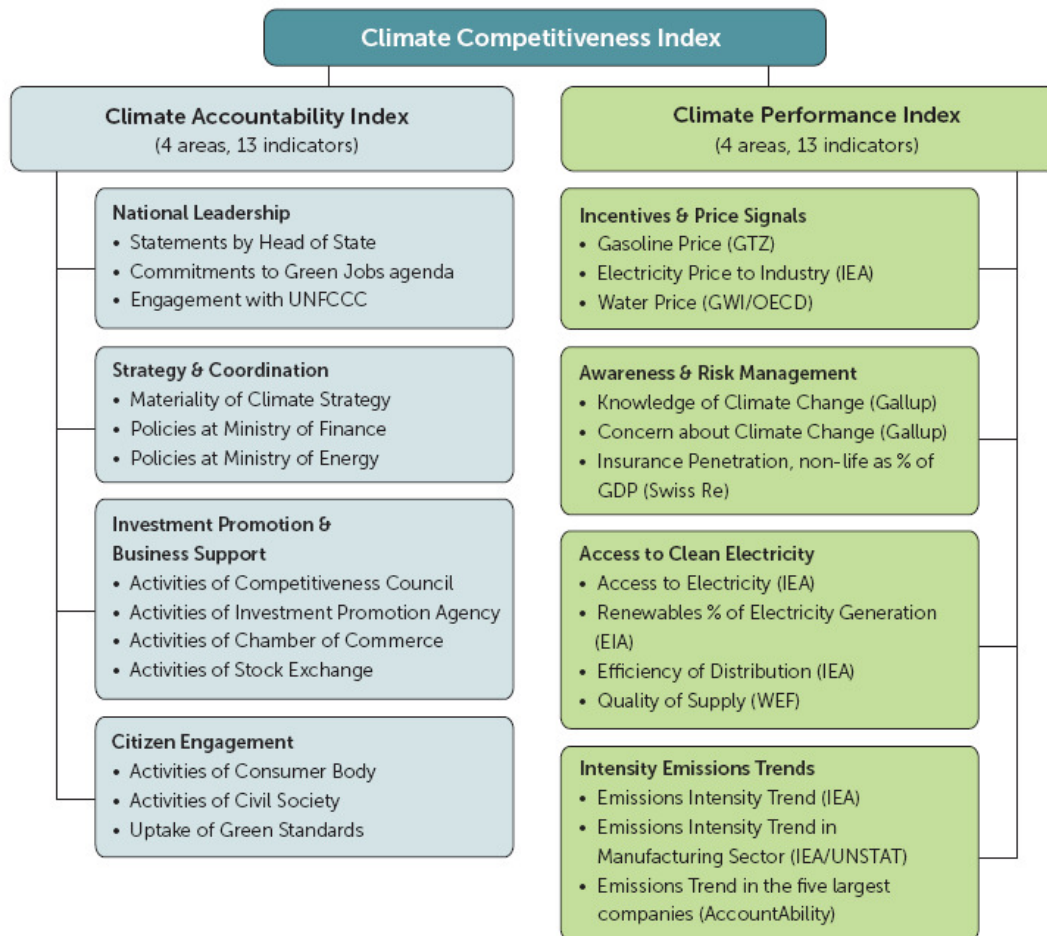 Climate Competitiveness Index
Climate Accountability Index
(4 areas, 13 indicators)
National Leadership
• Statements by Head of State
• Commitments to Green Jobs agenda
• Engagement with UNFCCC
Strategy & Coordination
• Materiality of Climate Strategy
• Policies at Ministry of Finance
• Policies at Ministry of Energy
Investment Promotion &
Business Support
• Activities of Competitiveness Council
• Activities of Investment Promotion Agency
• Activities of Chamber of Commerce
• Activities of Stock Exchange
Citizen Engagement
• Activities of Consumer Body
• Activities of Civil Society
• Uptake of Green Standards
Climate Performance Index
(4 areas, 13 indicators)
Incentives & Price Signals
• Gasoline Price (GTZ)
• Electricity Price to Industry (IEA)
• Water Price (GWI/OECD)
Awareness & Risk Management
• Knowledge of Climate Change (Gallup)
• Concern about Climate Change (Gallup)
• Insurance Penetration, non-life as % of
GDP (Swiss Re)
Access to Clean Electricity
• Access to Electricity (IEA)
• Renewables % of Electricity Generation
(EIA)
• Efficiency of Distribution (IEA)
• Quality of Supply (WEF)
Intensity Emissions Trends
• Emissions Intensity Trend (IEA)
• Emissions Intensity Trend in
Manufacturing Sector (IEA/UNSTAT)
• Emissions Trend in the five largest
companies (AccountAbility)